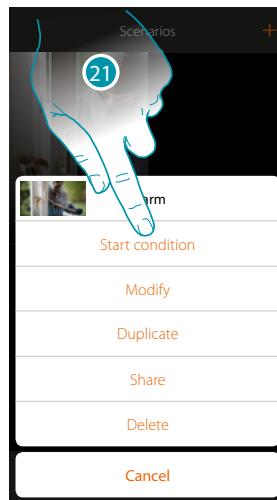 Scenarios
+
21
arm
Start condition
Modify
Duplicate
Share
Delete
Cancel